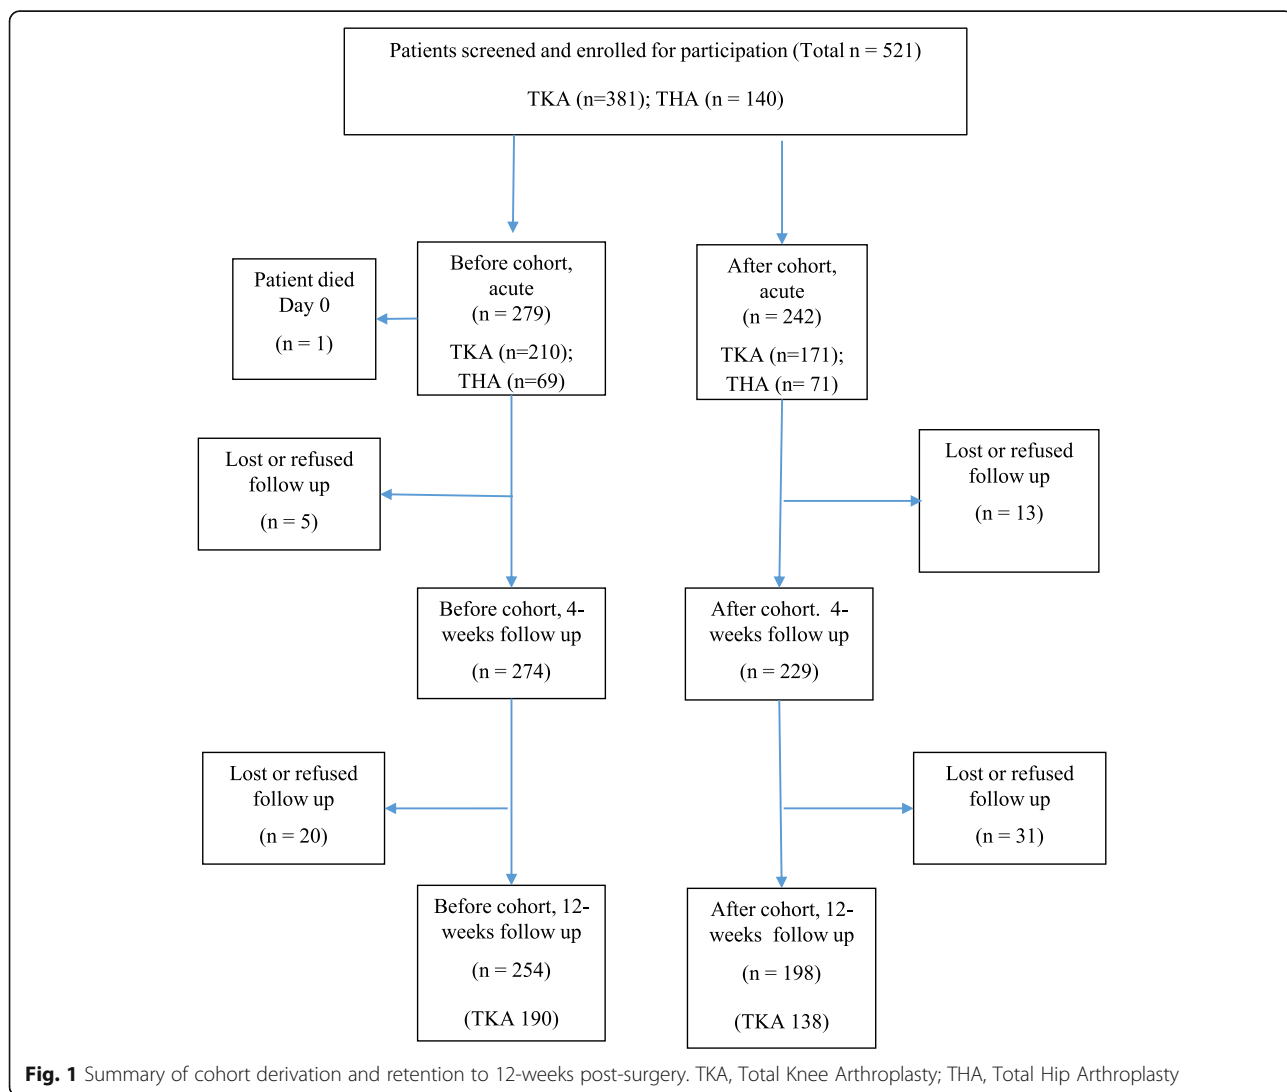 Patients screened and enrolled for participation (Total n = 521)
TKA (n=381); THA (n = 140)
Before cohort,
acute
(n = 279)
TKA (n=210);
THA (n=69)
After cohort,
acute
(n = 242)
TKA (n=171);
THA (n= 71)
Patient died
Day 0
(n = 1)
Lost or refused
follow up
(n = 5)
Lost or refused
follow up
(n = 13)
Before cohort, 4-
weeks follow up
(n = 274)
After cohort.  4-
weeks follow up
(n = 229)
Lost or refused
follow up
(n = 20)
Lost or refused
follow up
(n = 31)
Before cohort, 12-
weeks follow up
(n = 254)
(TKA 190)
After cohort, 12-
weeks  follow up
(n = 198)
(TKA 138)
Fig. 1 Summary of cohort derivation and retention to 12-weeks post-surgery. TKA, Total Knee Arthroplasty; THA, Total Hip Arthroplasty